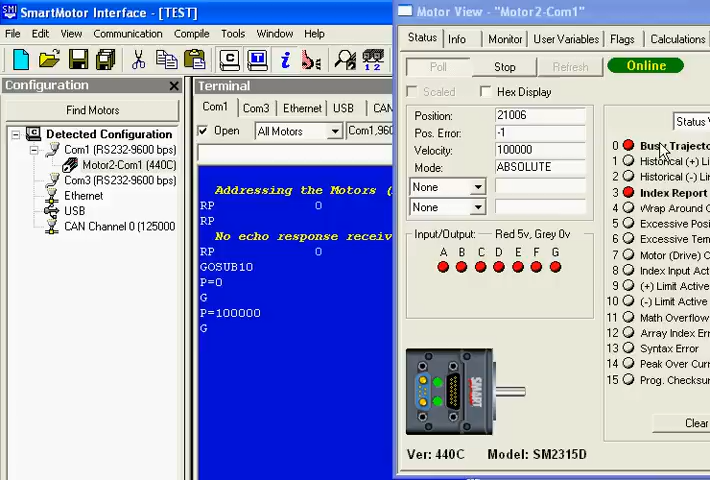 SmartMotor Interface - [TEST]
File Edit View Communication Compile Tools Window Help
Configuration
Find Motors
Detected Configuration
Com1 (RS232-9600 bps)
Motor2-Com1 (440C)
Com3 (RS232-9600 bps)
Ethernet
USB
CAN Channel 0 (125000
Terminal
Com1 Com3 Ethernet USB CAN
Open All Motors Com1,960
Addressing the Motors (
RP 0
RP
No echo response receiv
RP 0
GOSUB10
P=0
G
P=100000
G
Motor View - "Motor2-Com1"
Status Info Monitor User Variables Flags Calculations
Poll Stop Refresh Online
Scaled Hex Display
Position: 21006
Pos. Error: -1
Velocity: 100000
Mode: ABSOLUTE
None
None
Input/Output: Red 5v, Grey 0v
A B C D E F G
SMART
Ver: 440C Model: SM2315D
Status
0 Busy Trajecto
1 Historical (+) Li
2 Historical (-) Li
3 Index Report
4 Wrap Around
5 Excessive Posi
6 Excessive Tem
7 Motor (Drive)
8 Index Input Act
9 (+) Limit Active
10 (-) Limit Active
11 Math Overflow
12 Array Index Err
13 Syntax Error
14 Peak Over Curr
15 Prog. Checksu
Clear